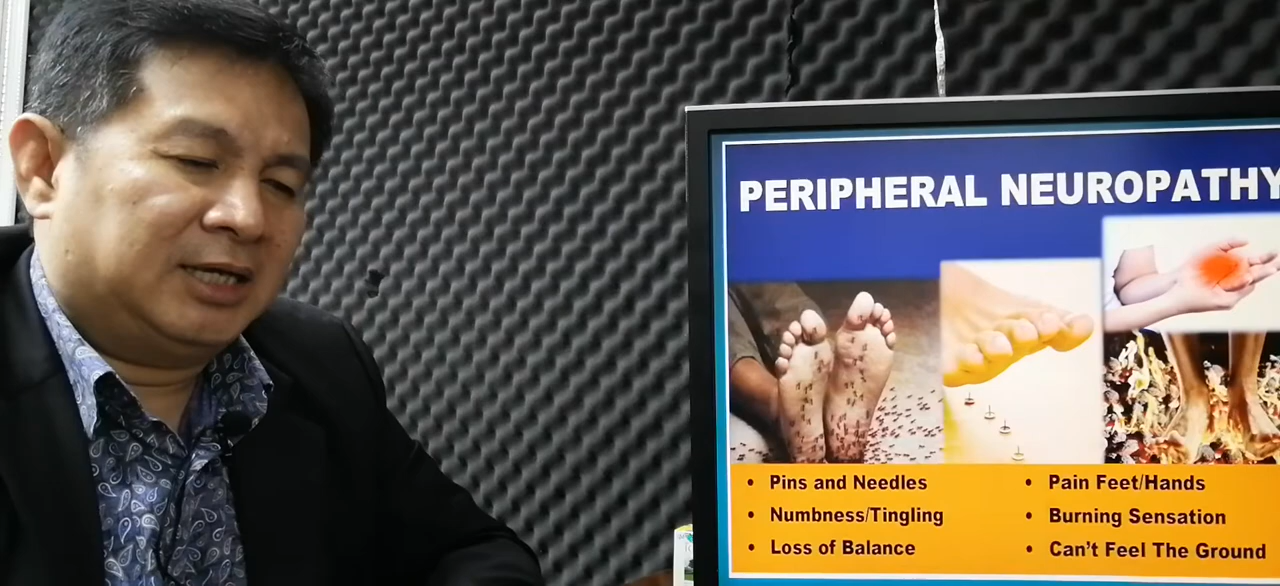 PERIPHERAL NEUROPATHY
• Pins and Needles
• Numbness/Tingling
• Loss of Balance
• Pain Feet/Hands
• Burning Sensation
• Can't Feel The Ground